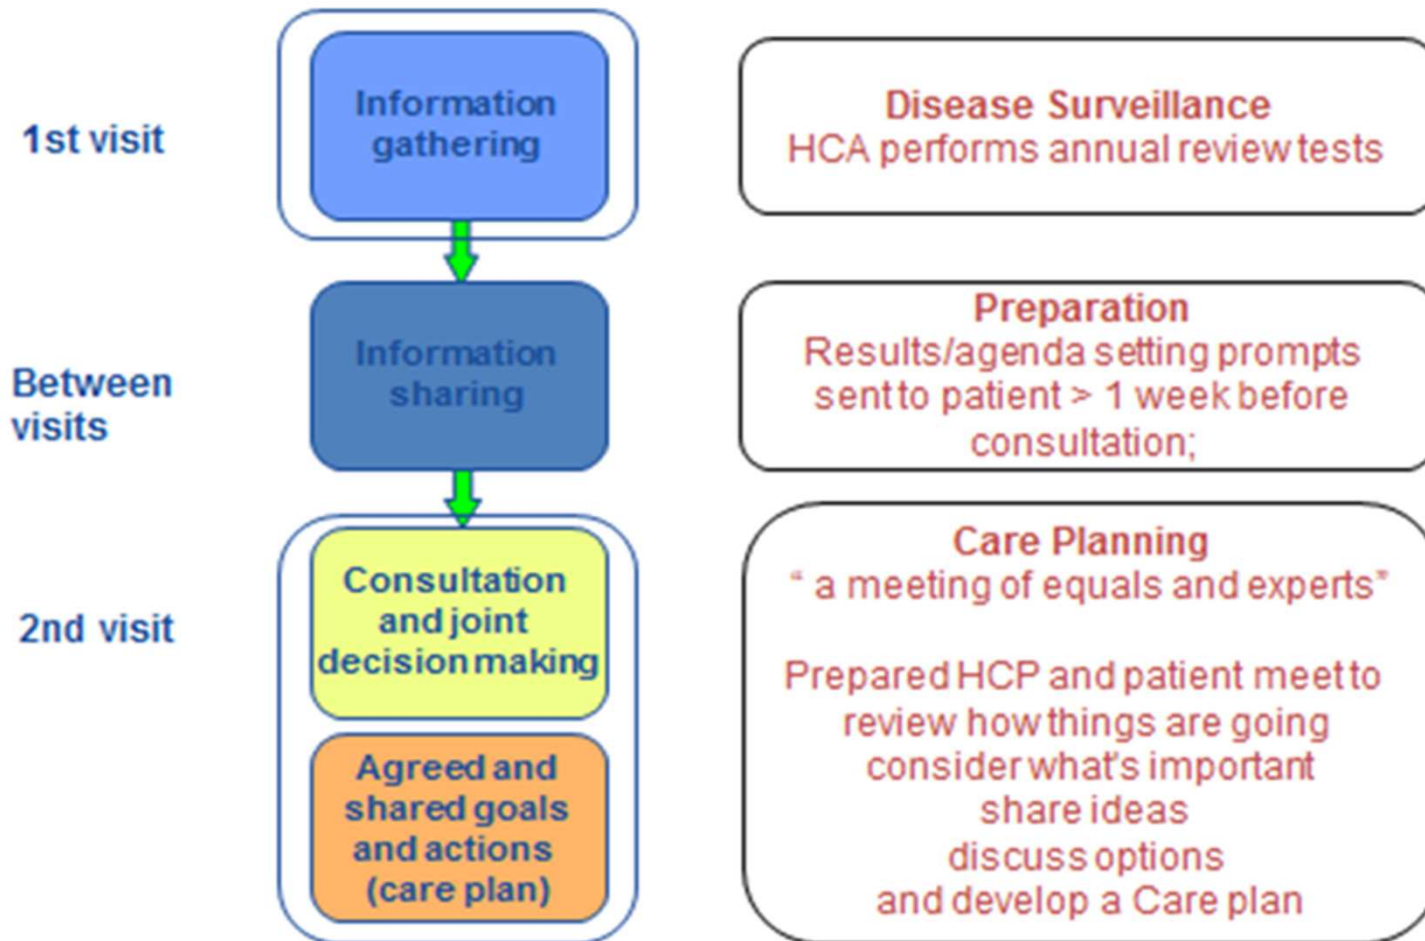 1st visit
Information
gathering
Disease Surveillance
HCA performs annual review tests
Between
visits
Information
sharing
Preparation
Results/agenda setting prompts
sent to patient > 1 week before
consultation;
2nd visit
Consultation
and joint
decision making
Agreed and
shared goals
and actions
(care plan)
Care Planning
“ a meeting of equals and experts”
Prepared HCP and patient meet to
review how things are going
consider what's important
share ideas
discuss options
and develop a Care plan